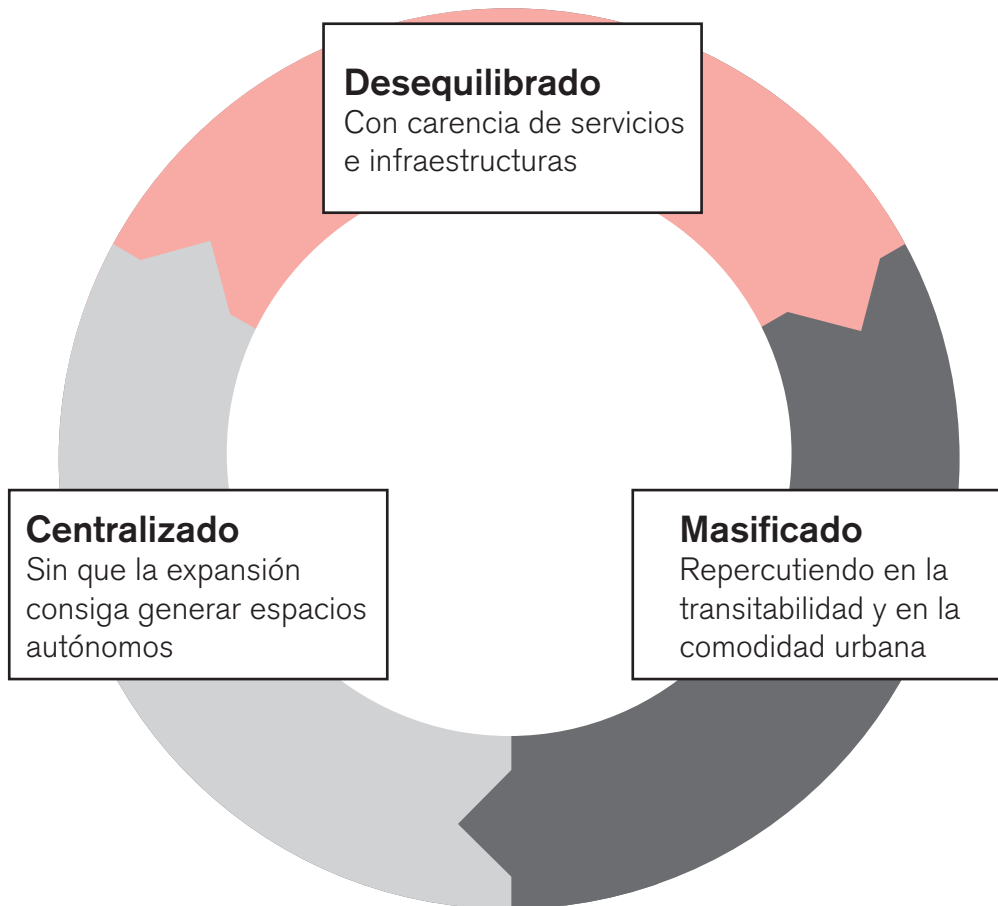 Desequilibrado
Con carencia de servicios
e infraestructuras
Centralizado
Sin que la expansión
consiga generar espacios
autónomos
Masificado
Repercutiendo en la
transitabilidad y en la
comodidad urbana